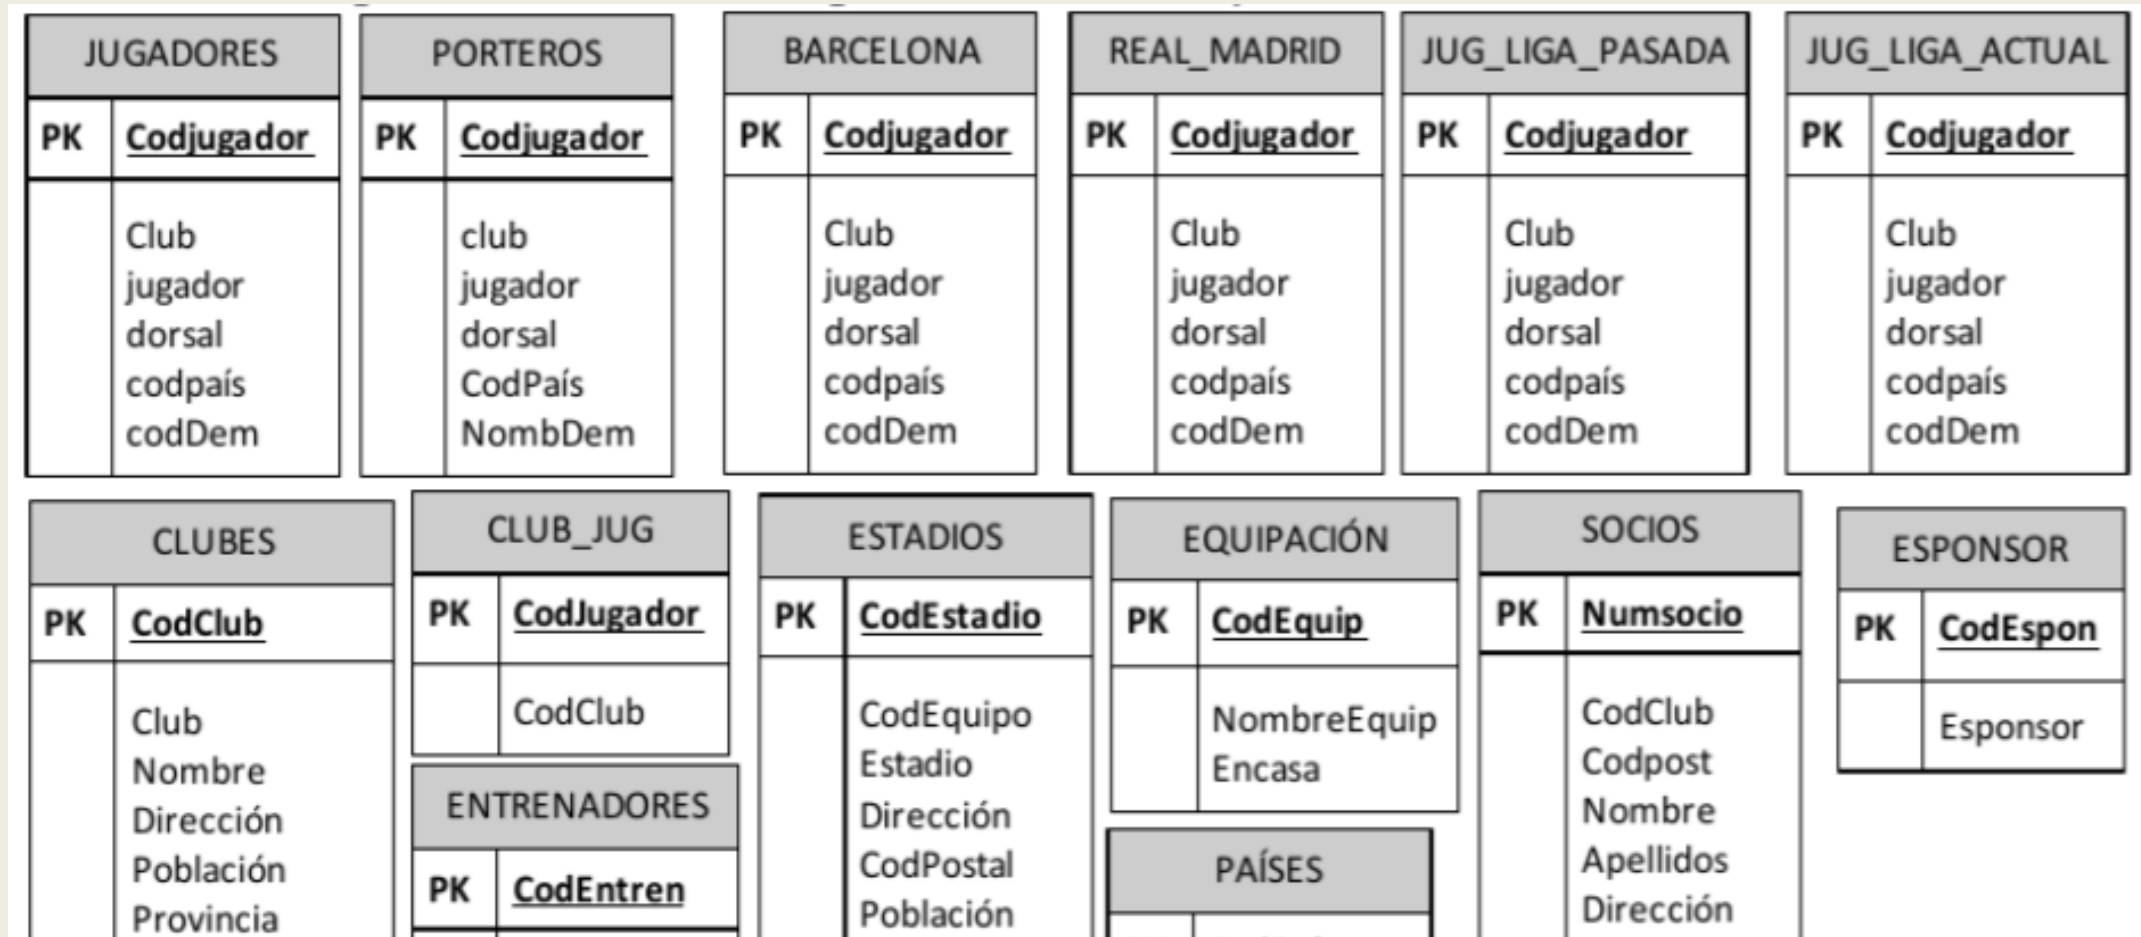 JUGADORES
PK Codjugador
Club
jugador
dorsal
codpaís
codDem
PORTEROS
PK Codjugador
club
jugador
dorsal
CodPaís
NombDem
BARCELONA
PK Codjugador
Club
jugador
dorsal
codpaís
codDem
REAL_MADRID
PK Codjugador
Club
jugador
dorsal
codpaís
codDem
JUG_LIGA_PASADA
PK Codjugador
Club
jugador
dorsal
codpaís
codDem
JUG_LIGA_ACTUAL
PK Codjugador
Club
jugador
dorsal
codpaís
codDem
CLUBES
PK CodClub
Club
Nombre
Dirección
Población
Provincia
CLUB_JUG
PK CodJugador
CodClub
ENTRENADORES
PK CodEntren
ESTADIOS
PK CodEstadio
CodEquipo
Estadio
Dirección
CodPostal
Población
EQUIPACIÓN
PK CodEquip
NombreEquip
Encasa
PAÍSES
SOCIOS
PK Numsocio
CodClub
Codpost
Nombre
Apellidos
Dirección
ESPONSOR
PK CodEspon
Esponsor